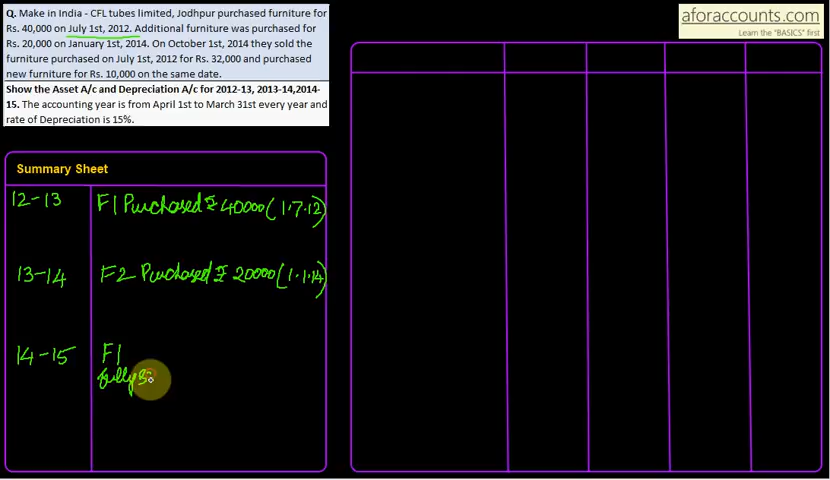 Q. Make in India - CFL tubes limited, Jodhpur purchased furniture for
Rs. 40,000 on July 1st, 2012. Additional furniture was purchased for
Rs. 20,000 on January 1st, 2014. On October 1st, 2014 they sold the
furniture purchased on July 1st, 2012 for Rs. 32,000 and purchased
new furniture for Rs. 10,000 on the same date.
Show the Asset A/c and Depreciation A/c for 2012-13, 2013-14,2014-
15. The accounting year is from April 1st to March 31st every year and
rate of Depreciation is 15%.
aforaccounts.com
Learn the "BASICS" first
Summary Sheet
12-13 F1 Purchased ₹ 40000 (1.7.12)
13-14 F2 Purchased ₹ 20000 (1.1.14)
14-15 F1
fully